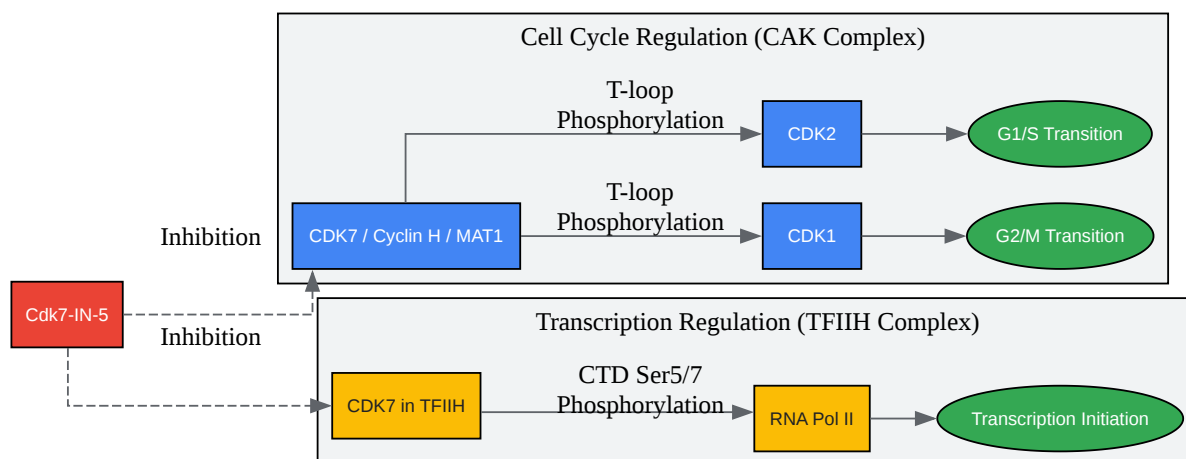 Cell Cycle Regulation (CAK Complex)
T-loop
Phosphorylation
CDK2
G1/S Transition
T-loop
Phosphorylation
Inhibition
CDK7 / Cyclin H / MAT1
CDK1
G2/M Transition
Cdk7-IN-5
Inhibition
Transcription Regulation (TFIIH Complex)
CTD Ser5/7
Phosphorylation
CDK7 in TFIIH
RNA Pol II
Transcription Initiation